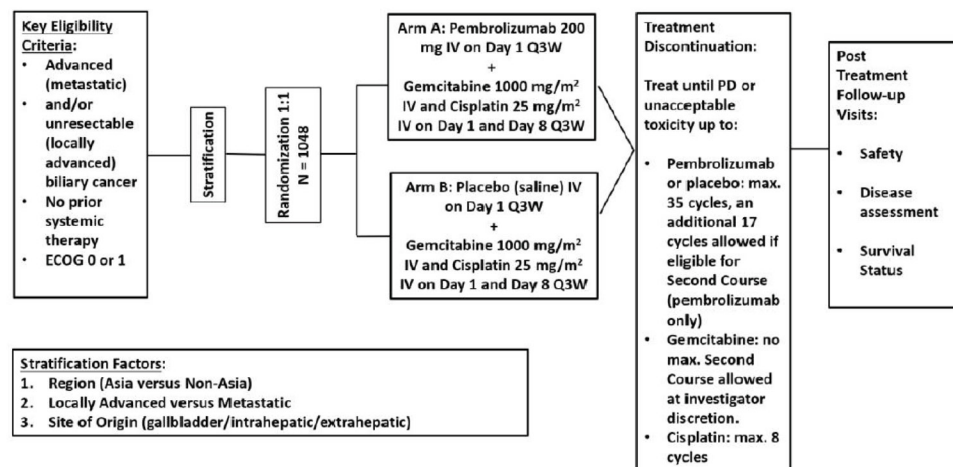 Key Eligibility
Criteria:
• Advanced
(metastatic)
• and/or
unresectable
(locally
advanced)
biliary cancer
• No prior
systemic
therapy
• ECOG 0 or 1
Stratification
Randomization 1:1
N = 1048
Arm A: Pembrolizumab 200
mg IV on Day 1 Q3W
+
Gemcitabine 1000 mg/m²
IV and Cisplatin 25 mg/m²
IV on Day 1 and Day 8 Q3W
Arm B: Placebo (saline) IV
on Day 1 Q3W
+
Gemcitabine 1000 mg/m²
IV and Cisplatin 25 mg/m²
IV on Day 1 and Day 8 Q3W
Treatment
Discontinuation:
Treat until PD or
unacceptable
toxicity up to:
• Pembrolizumab
or placebo: max.
35 cycles, an
additional 17
cycles allowed if
eligible for
Second Course
(pembrolizumab
only)
• Gemcitabine: no
max. Second
Course allowed
at investigator
discretion.
• Cisplatin: max. 8
cycles
Post
Treatment
Follow-up
Visits:
• Safety
• Disease
assessment
• Survival
Status
Stratification Factors:
1. Region (Asia versus Non-Asia)
2. Locally Advanced versus Metastatic
3. Site of Origin (gallbladder/intrahepatic/extrahepatic)